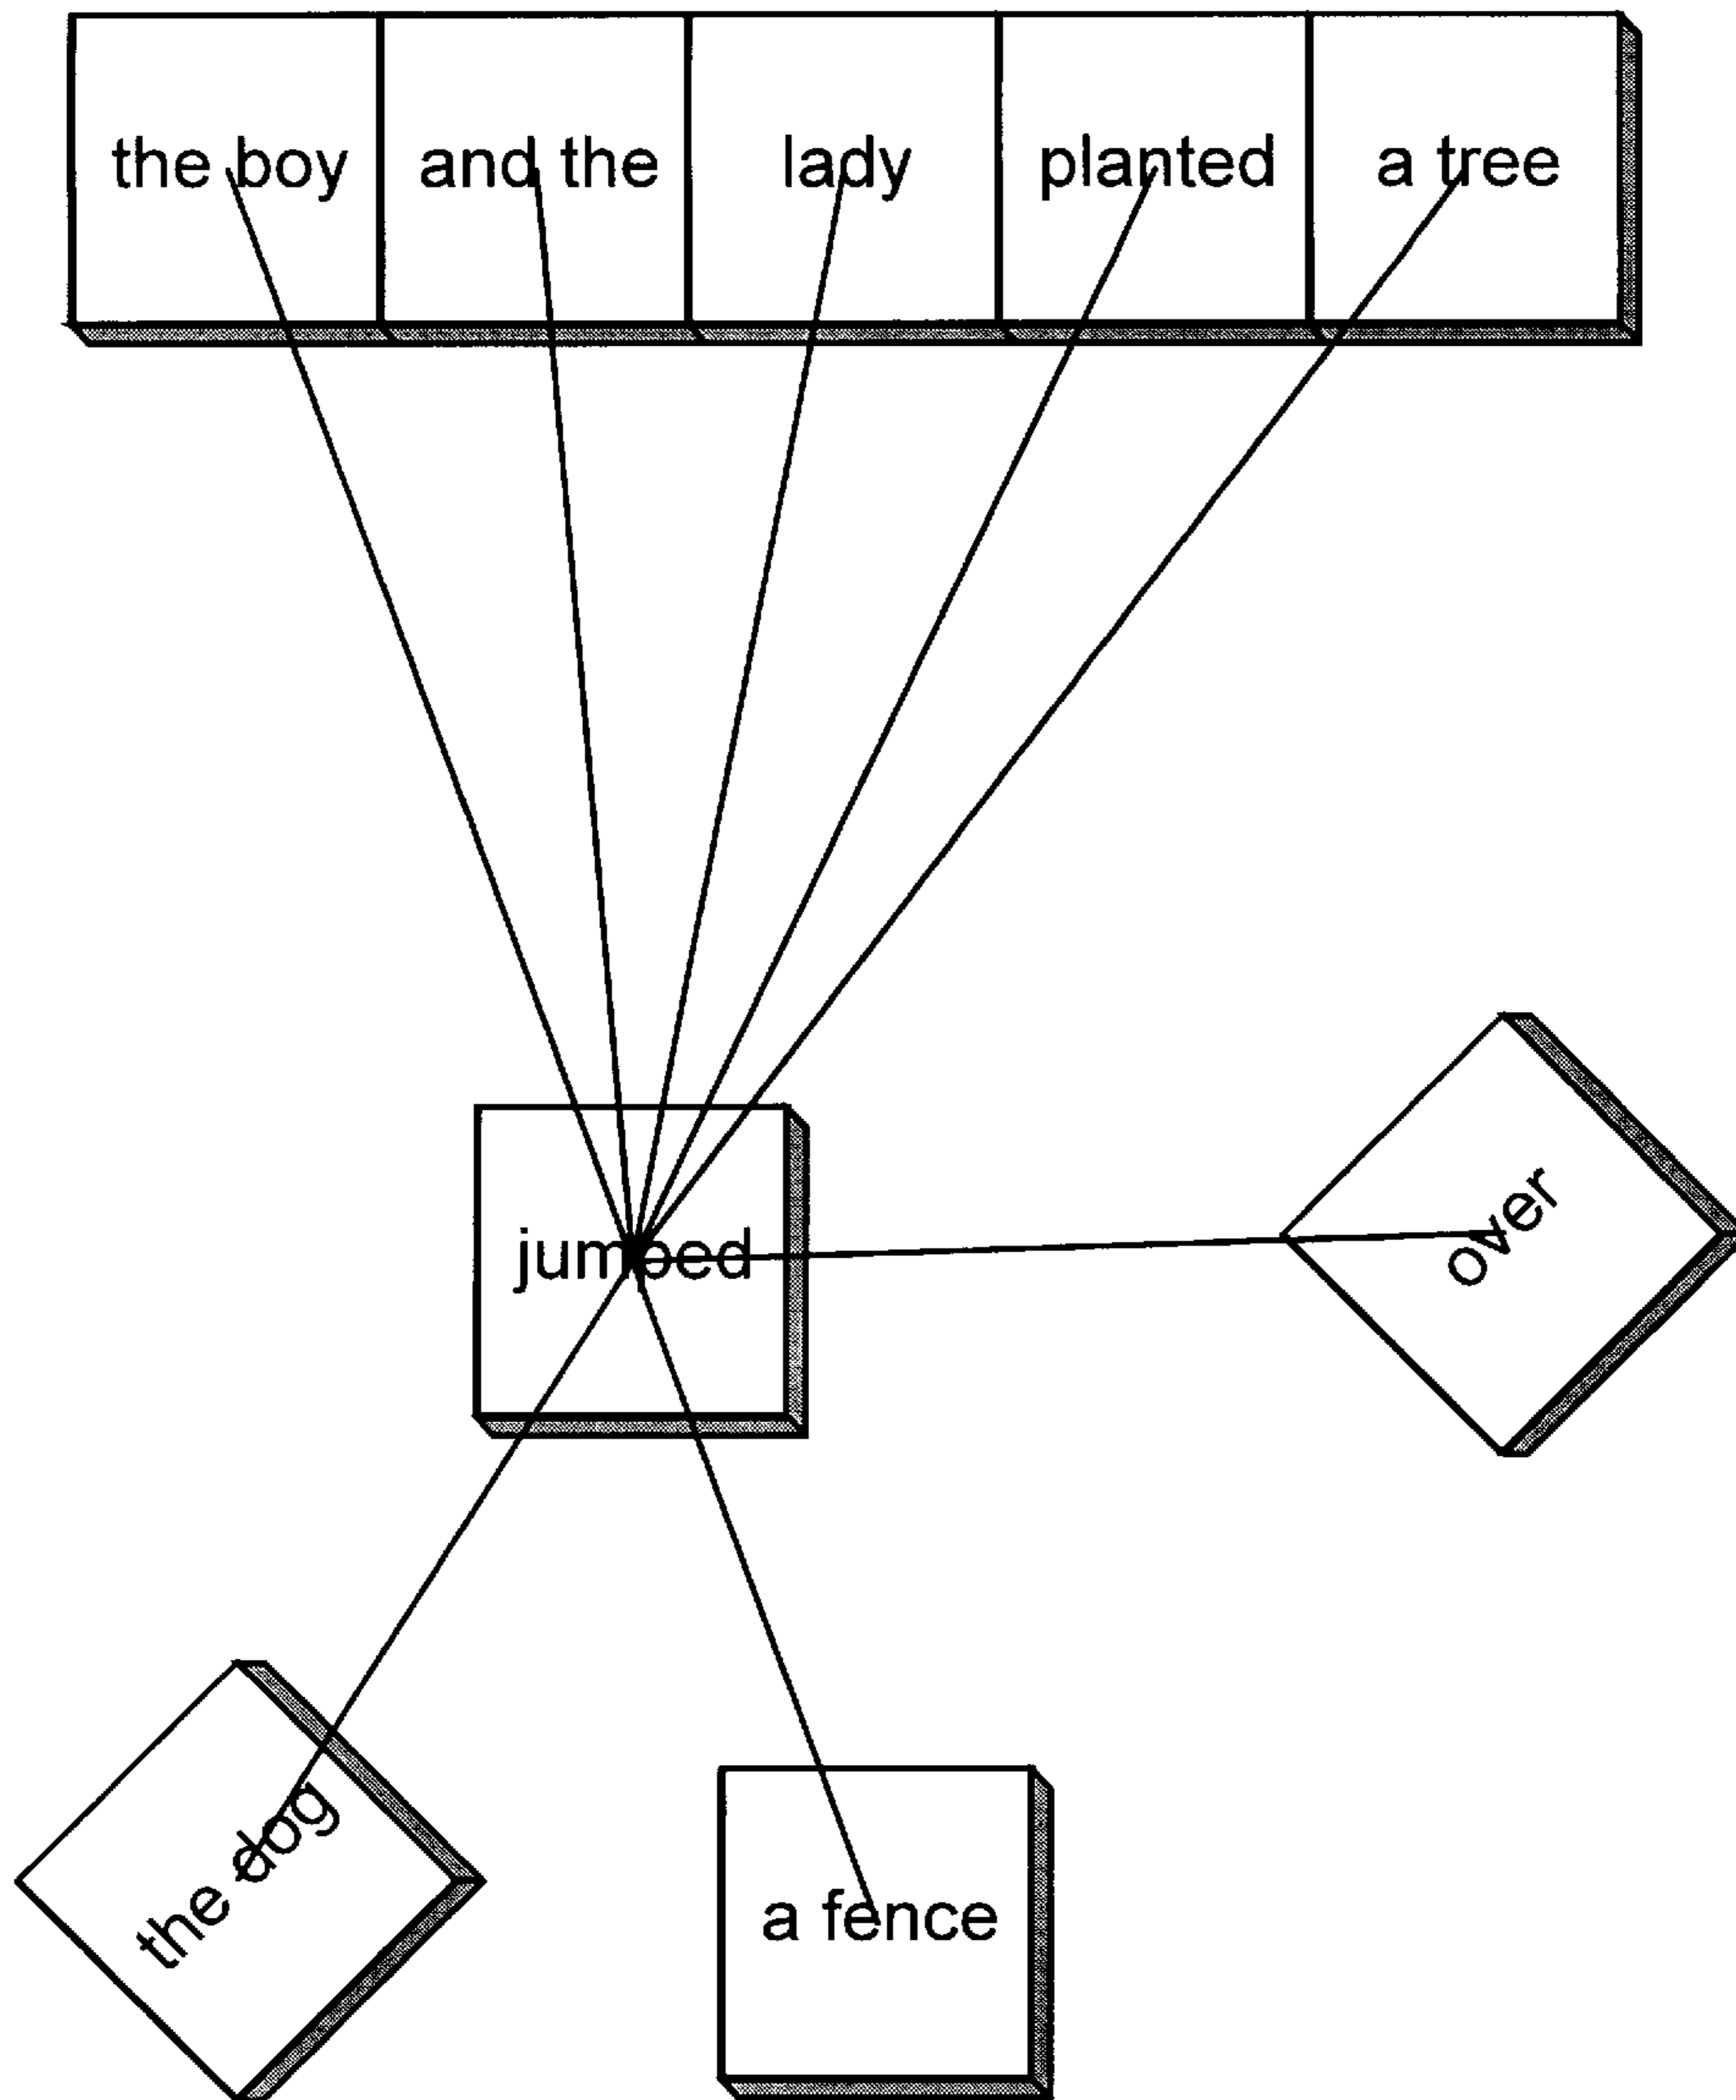 the boy and the lady planted a tree
over
jumped
the dog
a fence